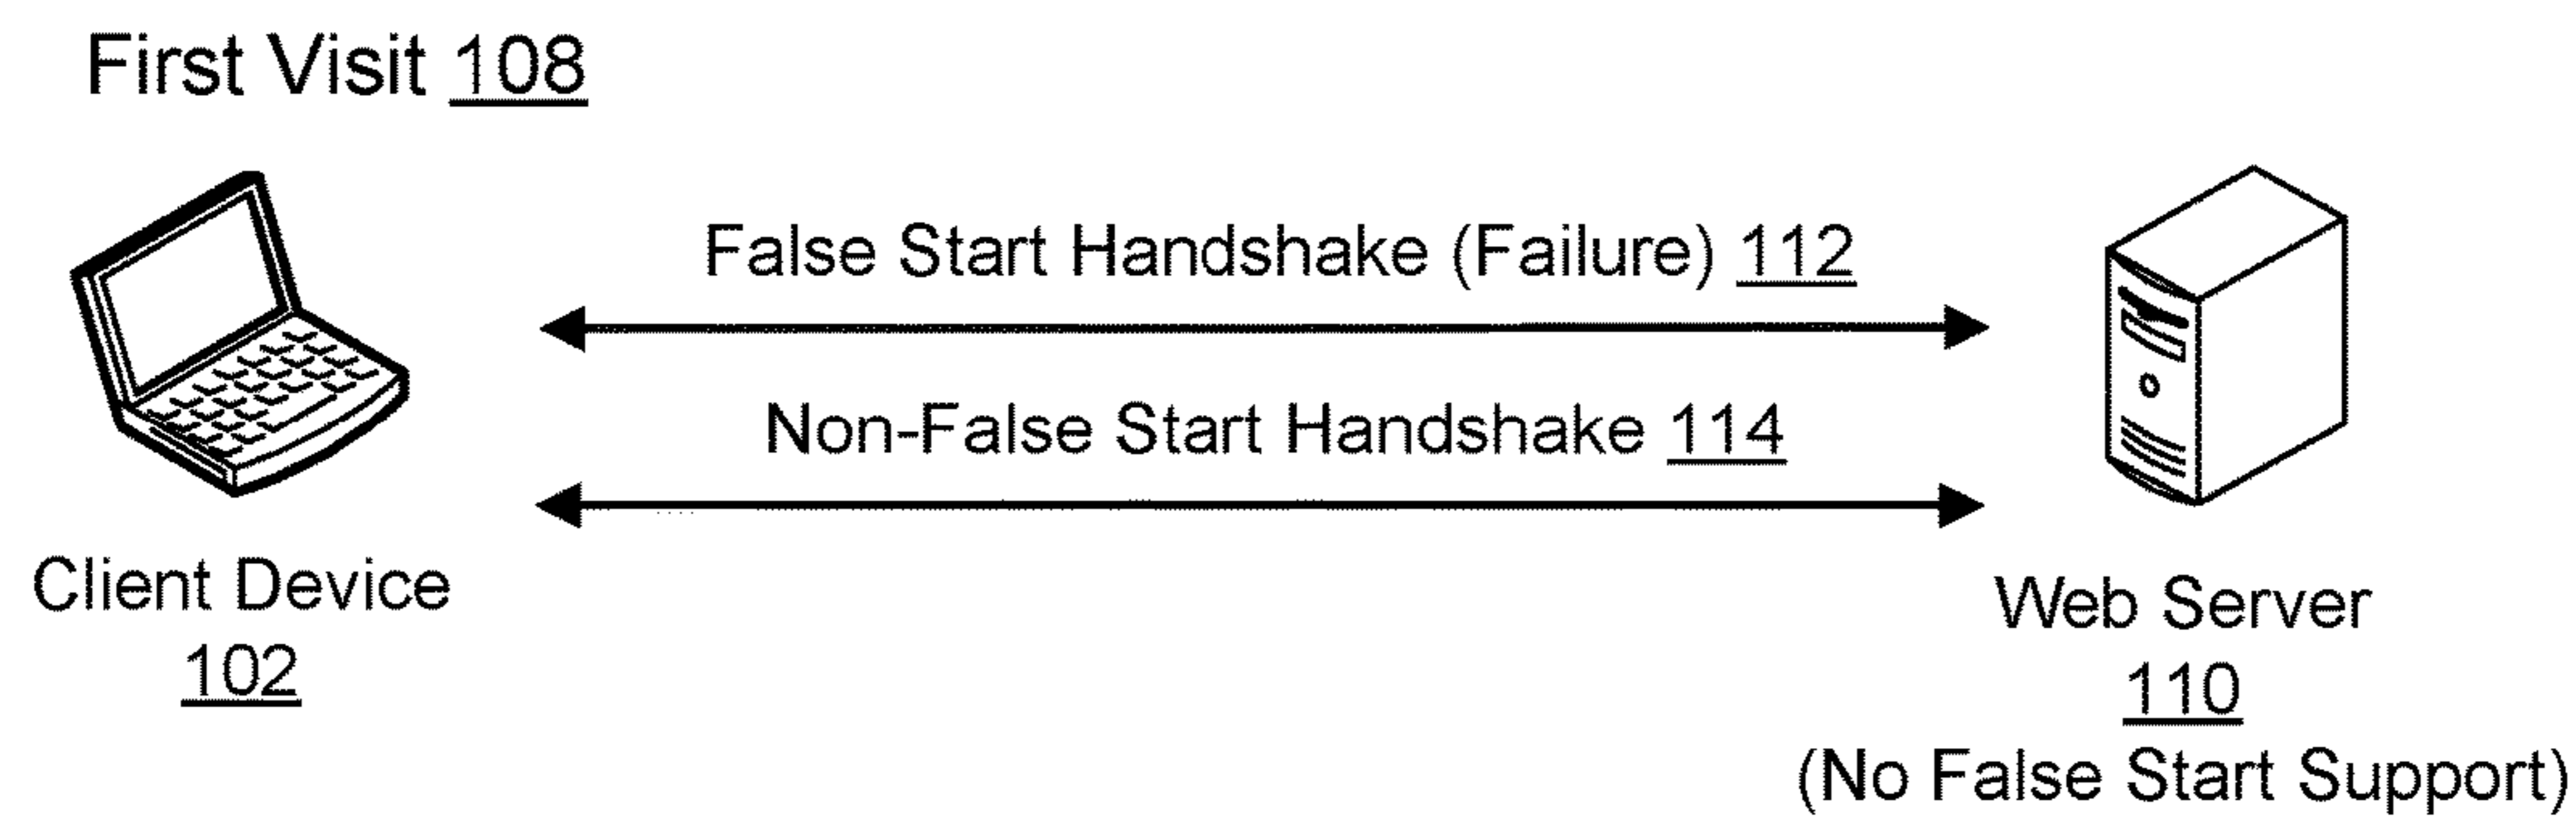 First Visit 108
False Start Handshake (Failure) 112
Non-False Start Handshake 114
Client Device
102
Web Server
110
(No False Start Support)